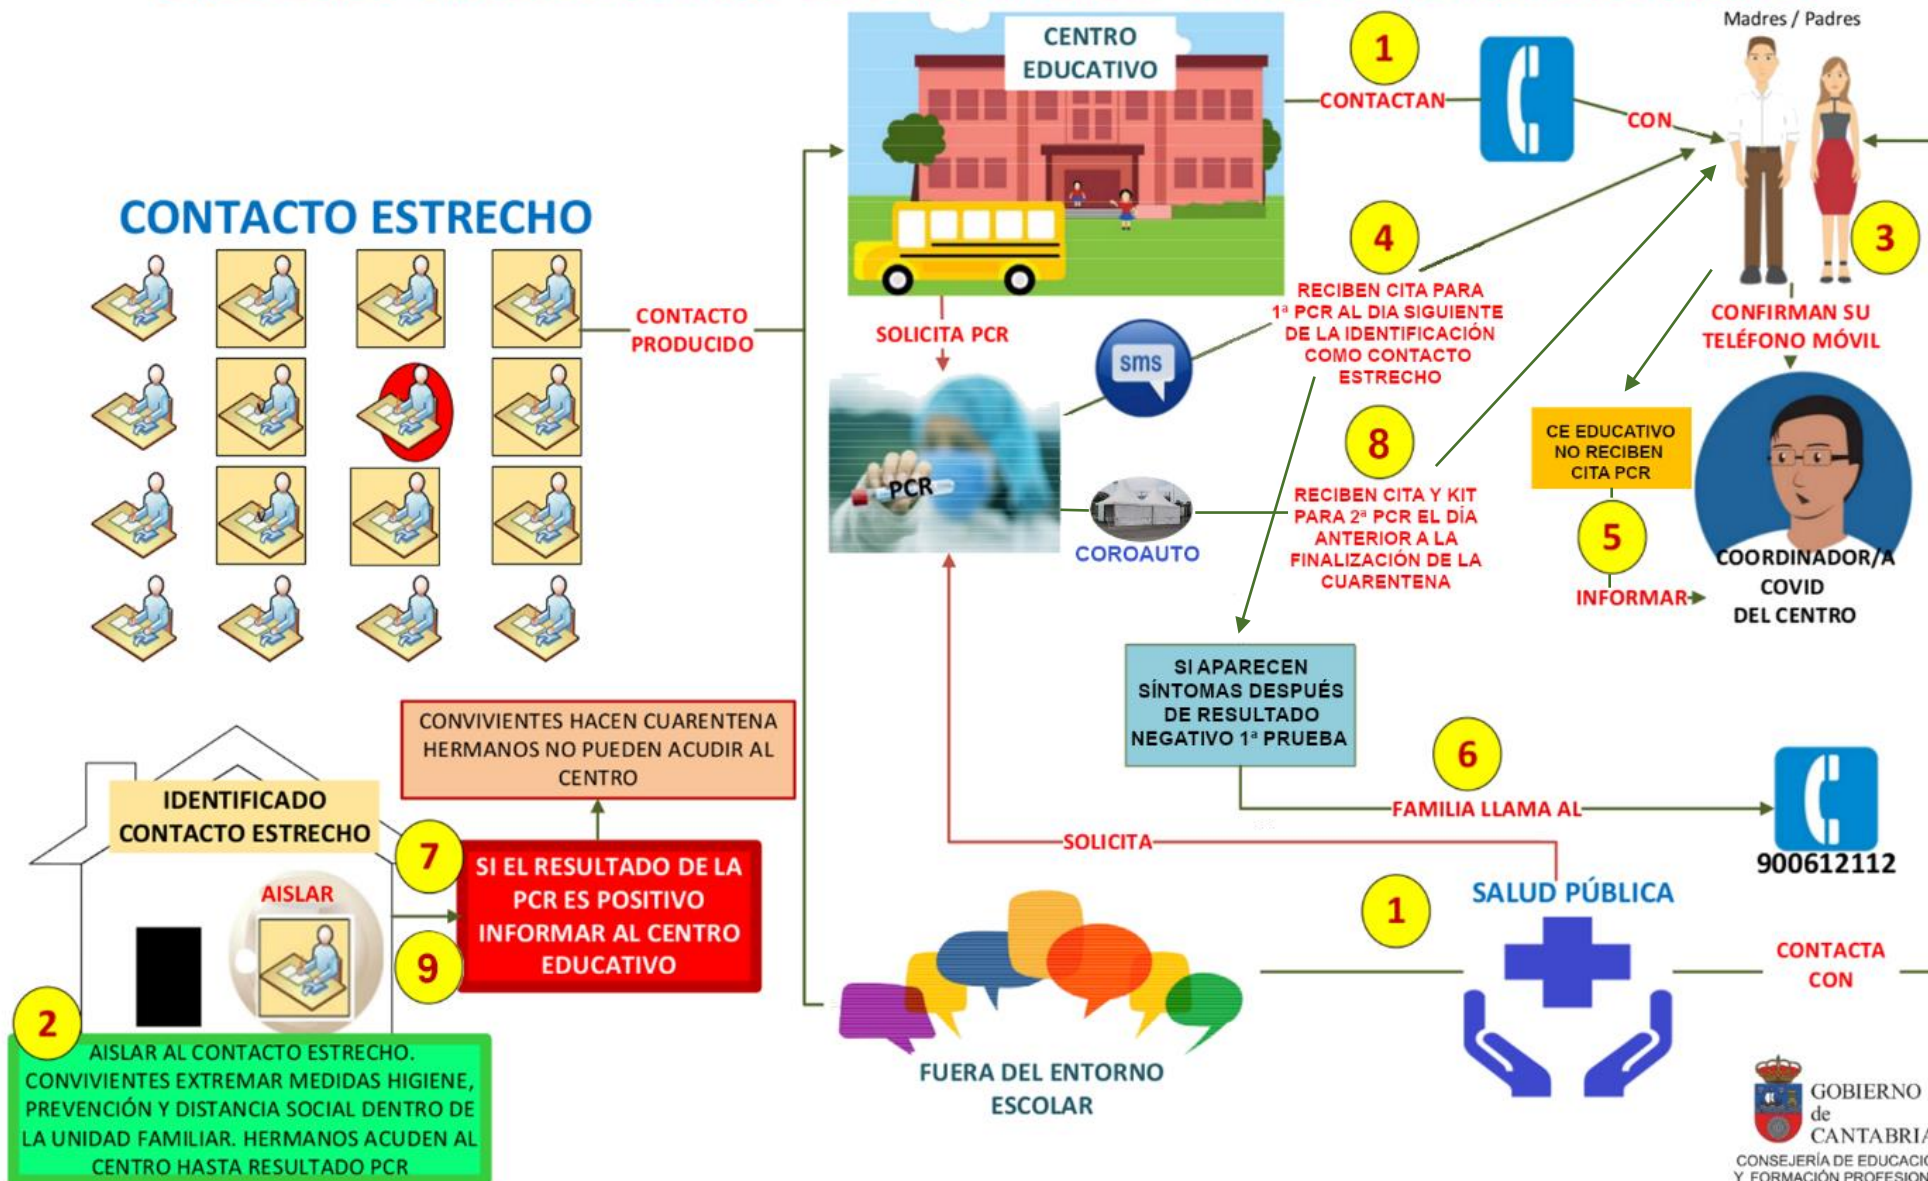 CENTRO
EDUCATIVO
1
CONTACTAN
CON
Madres / Padres
3
CONFIRMAN SU
TELÉFONO MÓVIL
CONTACTO ESTRECHO
CONTACTO
PRODUCIDO
SOLICITA PCR
sms
PCR
COROAUTO
4
RECIBEN CITA PARA
1ª PCR AL DIA SIGUIENTE
DE LA IDENTIFICACIÓN
COMO CONTACTO
ESTRECHO
8
RECIBEN CITA Y KIT
PARA 2ª PCR EL DÍA
ANTERIOR A LA
FINALIZACIÓN DE LA
CUARENTENA
CE EDUCATIVO
NO RECIBEN
CITA PCR
5
INFORMAR
COORDINADOR/A
COVID
DEL CENTRO
SI APARECEN
SÍNTOMAS DESPUÉS
DE RESULTADO
NEGATIVO 1ª PRUEBA
6
FAMILIA LLAMA AL
900612112
CONVIVIENTES HACEN CUARENTENA
HERMANOS NO PUEDEN ACUDIR AL
CENTRO
IDENTIFICADO
CONTACTO ESTRECHO
AISLAR
7
9
SI EL RESULTADO DE LA
PCR ES POSITIVO
INFORMAR AL CENTRO
EDUCATIVO
2
AISLAR AL CONTACTO ESTRECHO.
CONVIVIENTES EXTREMAR MEDIDAS HIGIENE,
PREVENCIÓN Y DISTANCIA SOCIAL DENTRO DE
LA UNIDAD FAMILIAR. HERMANOS ACUDEN AL
CENTRO HASTA RESULTADO PCR
SOLICITA
FUERA DEL ENTORNO
ESCOLAR
1
SALUD PÚBLICA
CONTACTA
CON
GOBIERNO
de
CANTABRIA
CONSEJERÍA DE EDUCACIÓ
Y FORMACIÓN PROFESION